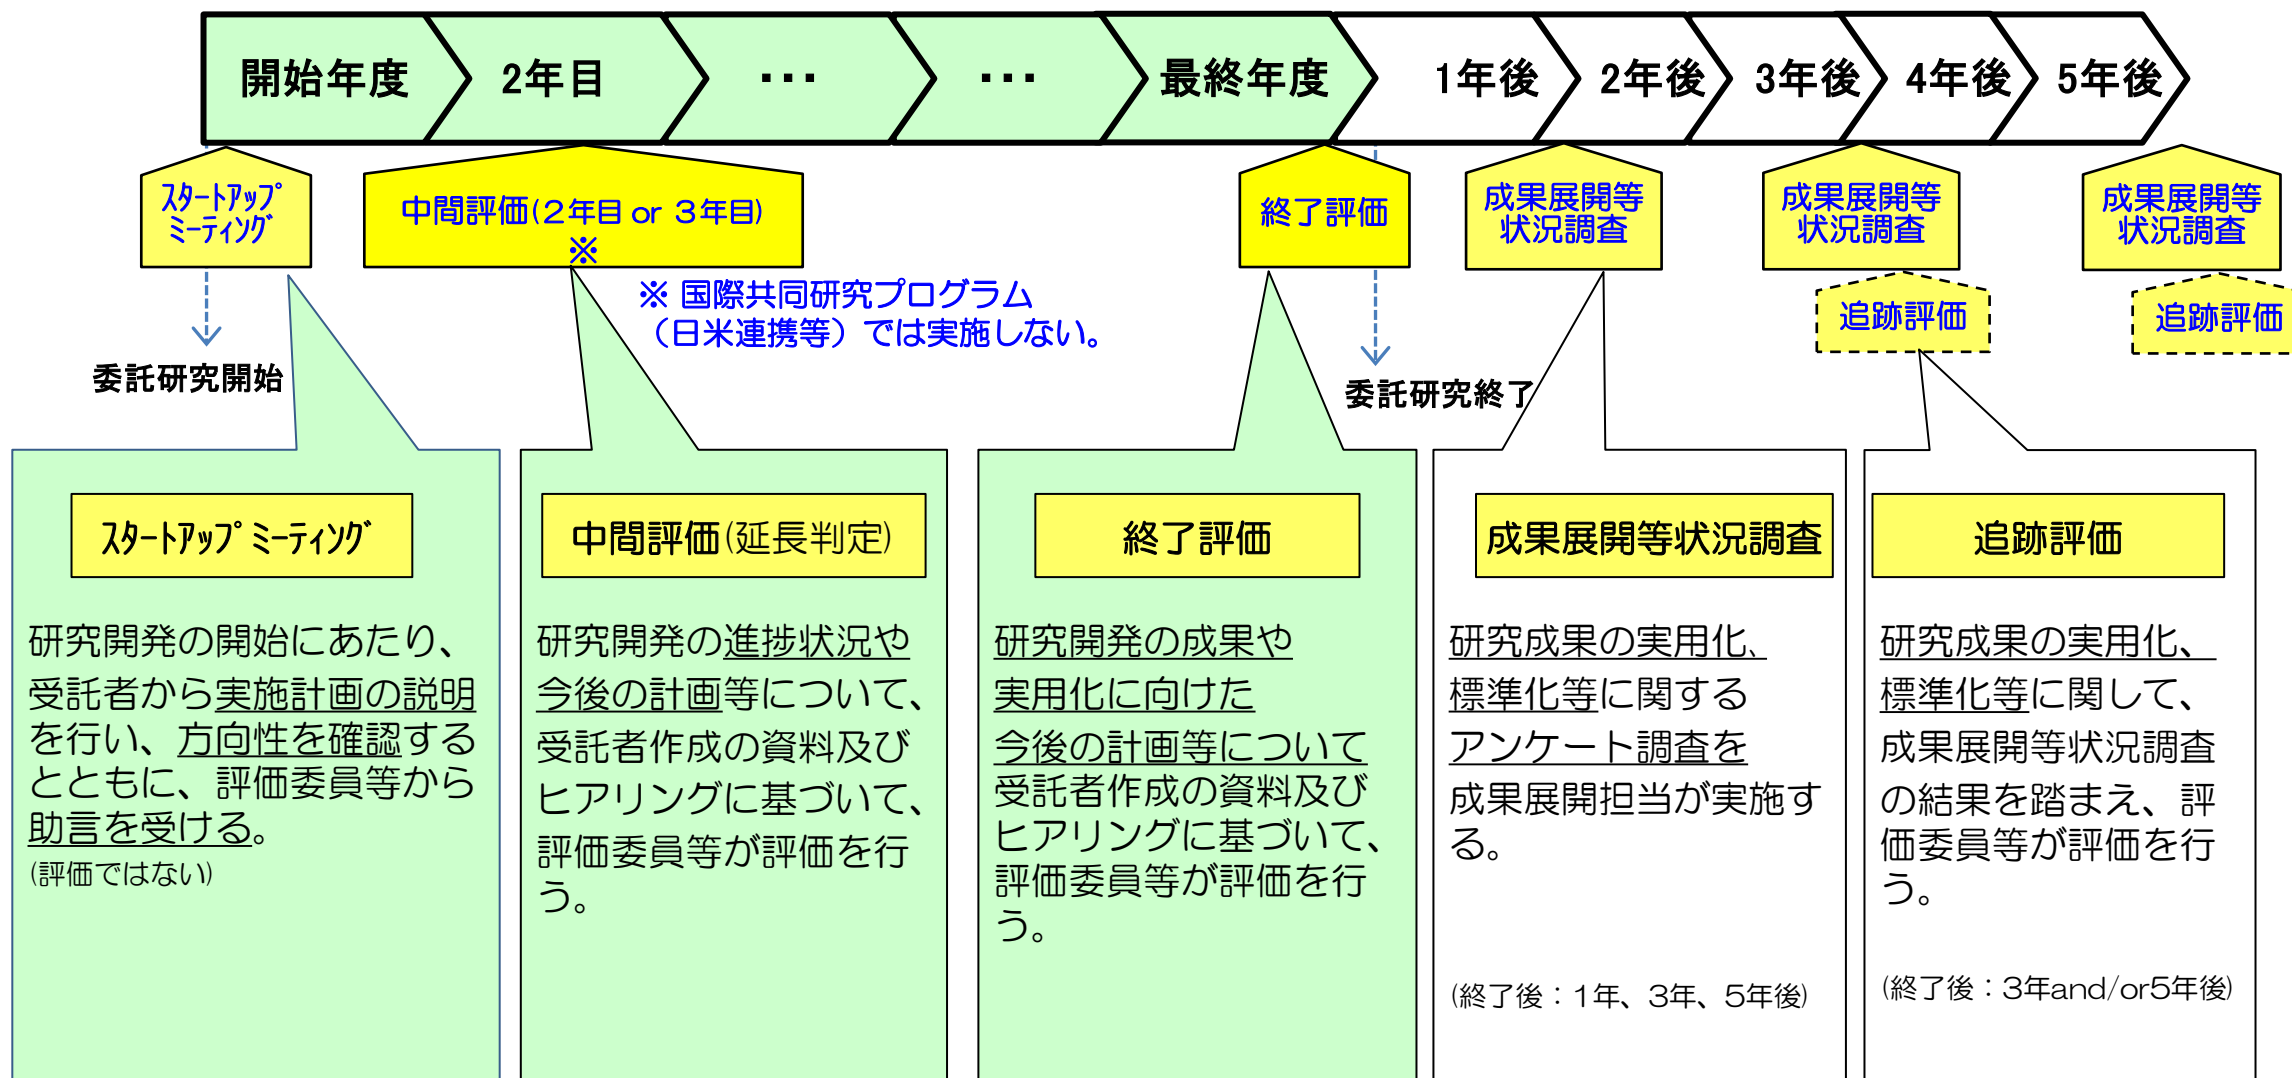 開始年度
2年目
・・・
・・・
最終年度
1年後
2年後
3年後
4年後
5年後
ｽﾀｰﾄｱｯﾌﾟ
ﾐｰﾃｨﾝｸﾞ
中間評価(2年目 or 3年目)
※
終了評価
成果展開等
状況調査
成果展開等
状況調査
成果展開等
状況調査
追跡評価
追跡評価
※ 国際共同研究プログラム
（日米連携等）では実施しない。
委託研究開始
委託研究終了
ｽﾀｰﾄｱｯﾌﾟ ﾐｰﾃｨﾝｸﾞ
研究開発の開始にあたり、
受託者から実施計画の説明
を行い、方向性を確認する
とともに、評価委員等から
助言を受ける。
(評価ではない)
中間評価(延長判定)
研究開発の進捗状況や
今後の計画等について、
受託者作成の資料及び
ヒアリングに基づいて、
評価委員等が評価を行
う。
終了評価
研究開発の成果や
実用化に向けた
今後の計画等について
受託者作成の資料及び
ヒアリングに基づいて、
評価委員等が評価を行
う。
成果展開等状況調査
研究成果の実用化、
標準化等に関する
アンケート調査を
成果展開担当が実施す
る。
(終了後：1年、3年、5年後)
追跡評価
研究成果の実用化、
標準化等に関して、
成果展開等状況調査
の結果を踏まえ、評
価委員等が評価を行
う。
(終了後：3年and/or5年後)